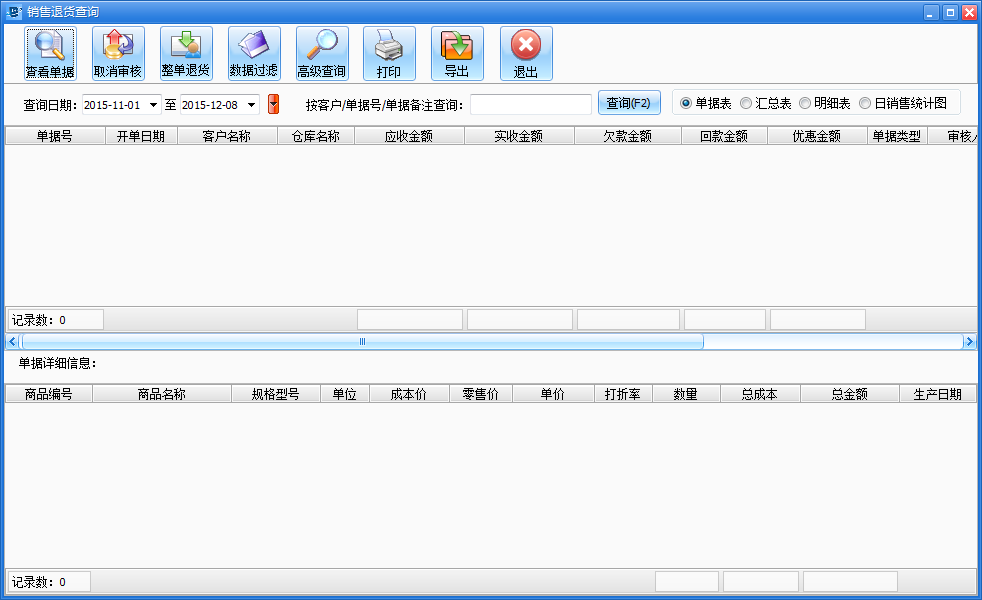 销售退货查询
查看单据 取消审核 整单退货 数据过滤 高级查询 打印 导出 退出
查询日期: 2015-11-01 至 2015-12-08 按客户/单据号/单据备注查询: 查询(F2) 单据表 汇总表 明细表 日销售统计图
单据号 开单日期 客户名称 仓库名称 应收金额 实收金额 欠款金额 回款金额 优惠金额 单据类型 审核人
记录数: 0
单据详细信息:
商品编号 商品名称 规格型号 单位 成本价 零售价 单价 打折率 数量 总成本 总金额 生产日期
记录数: 0